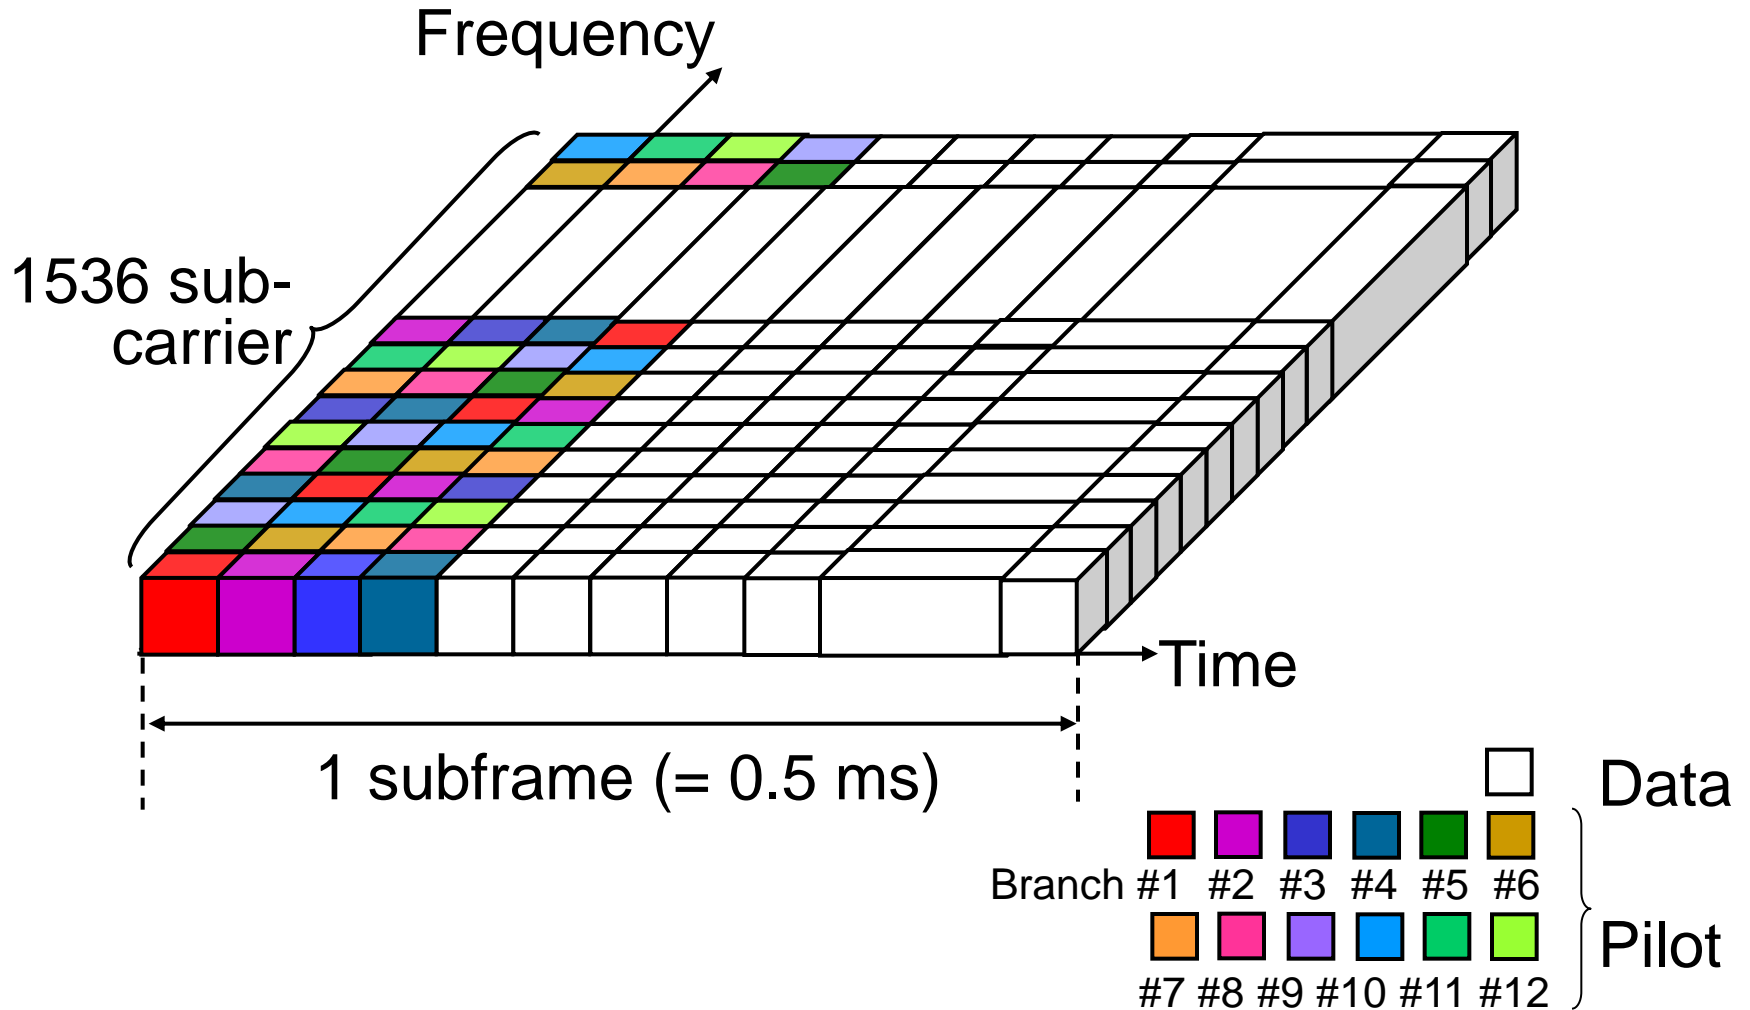 Frequency
1536 sub-
carrier
Time
1 subframe (= 0.5 ms)
Data
Branch #1 #2 #3 #4 #5 #6
Pilot
#7 #8 #9 #10 #11 #12